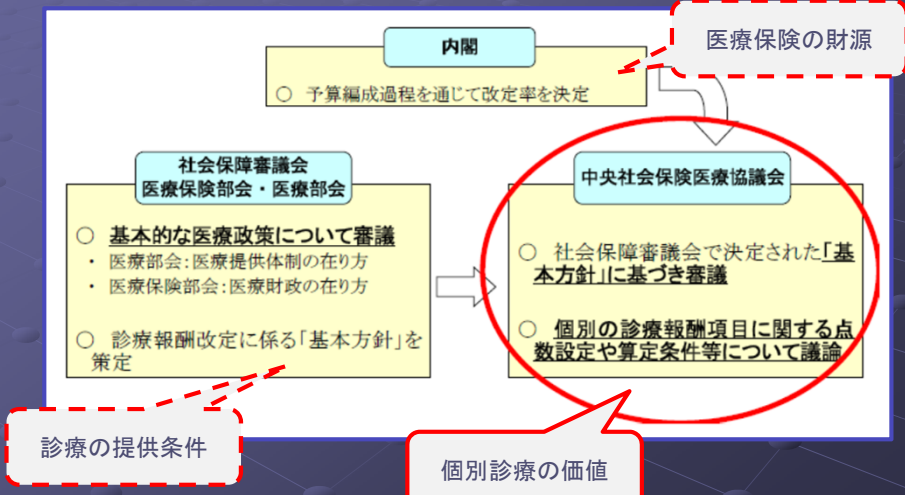 医療保険の財源
内閣
○ 予算編成過程を通じて改定率を決定
社会保障審議会
医療保険部会・医療部会
○ 基本的な医療政策について審議
・ 医療部会：医療提供体制の在り方
・ 医療保険部会：医療財政の在り方
○ 診療報酬改定に係る「基本方針」を
策定
中央社会保険医療協議会
○ 社会保障審議会で決定された「基
本方針」に基づき審議
○ 個別の診療報酬項目に関する点
数設定や算定条件等について議論
診療の提供条件
個別診療の価値